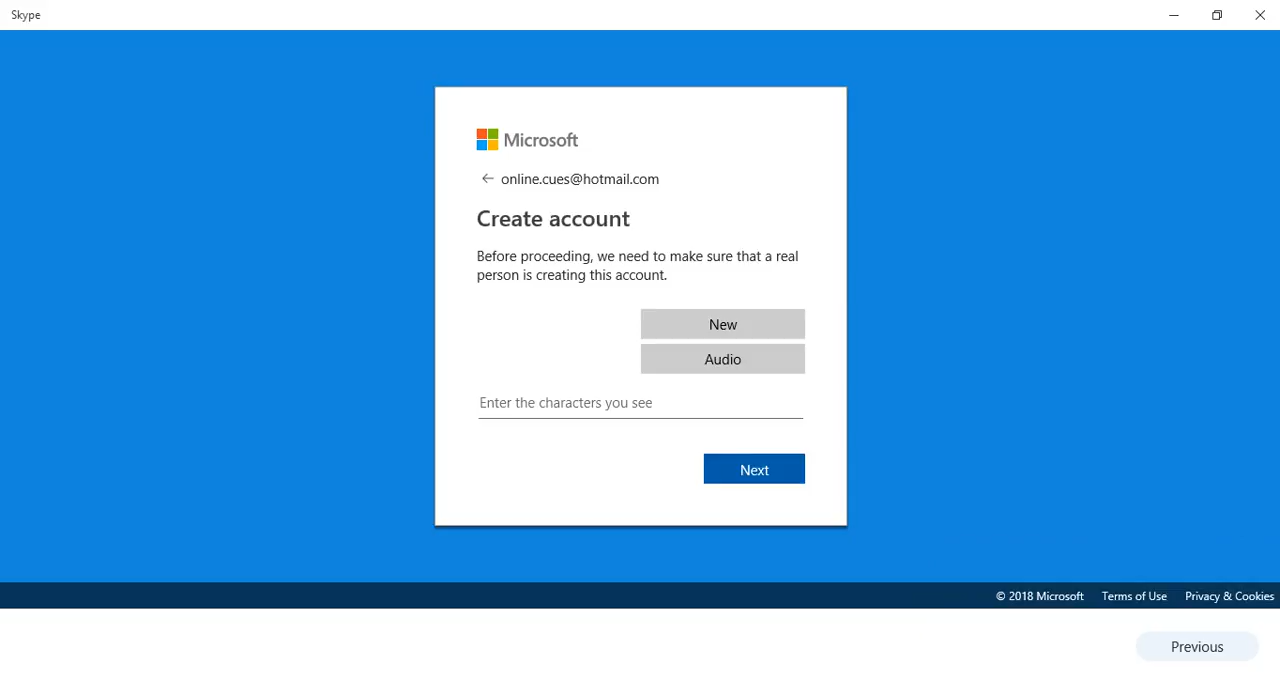 Skype
Microsoft
← online.cues@hotmail.com
Create account
Before proceeding, we need to make sure that a real
person is creating this account.
New
Audio
Enter the characters you see
Next
© 2018 Microsoft Terms of Use Privacy & Cookies
Previous